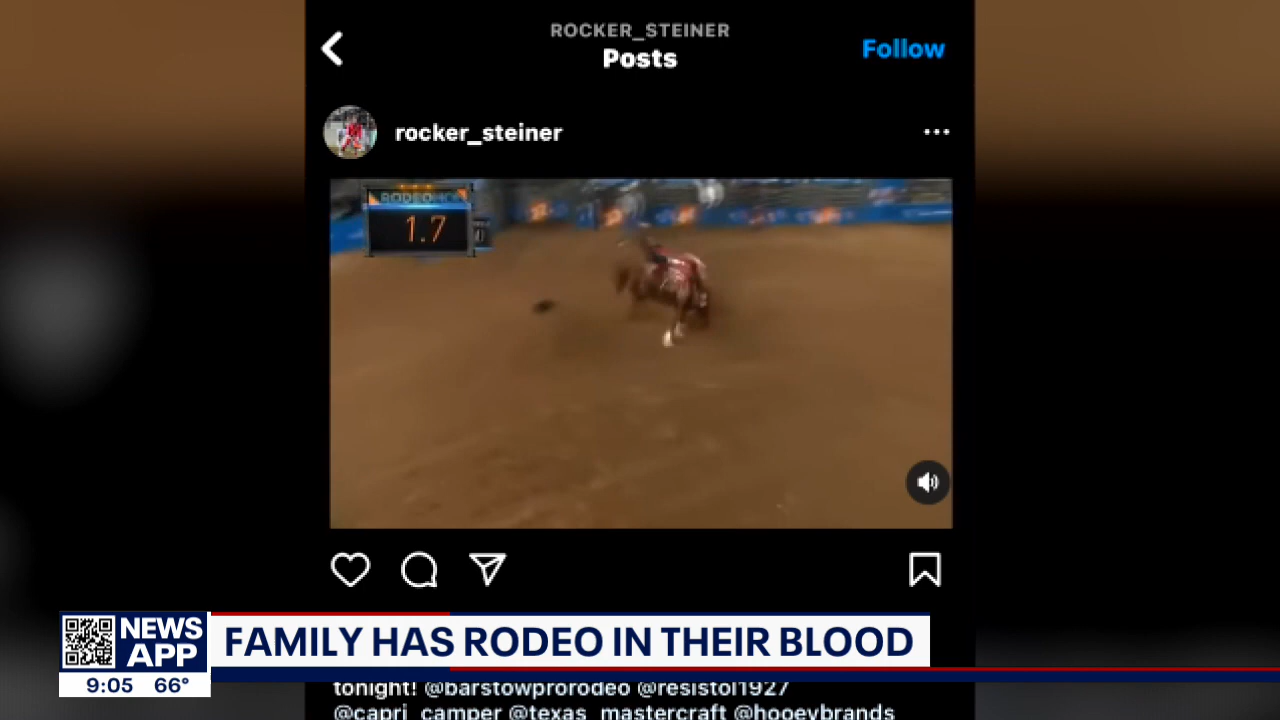 ROCKER_STEINER
Posts
Follow
rocker_steiner
1.7
NEWS APP
FAMILY HAS RODEO IN THEIR BLOOD
9:05 66°
tonight! @barstowprorodeo @resistol1927
@capri_camper @texas_mastercraft @hooeybrands